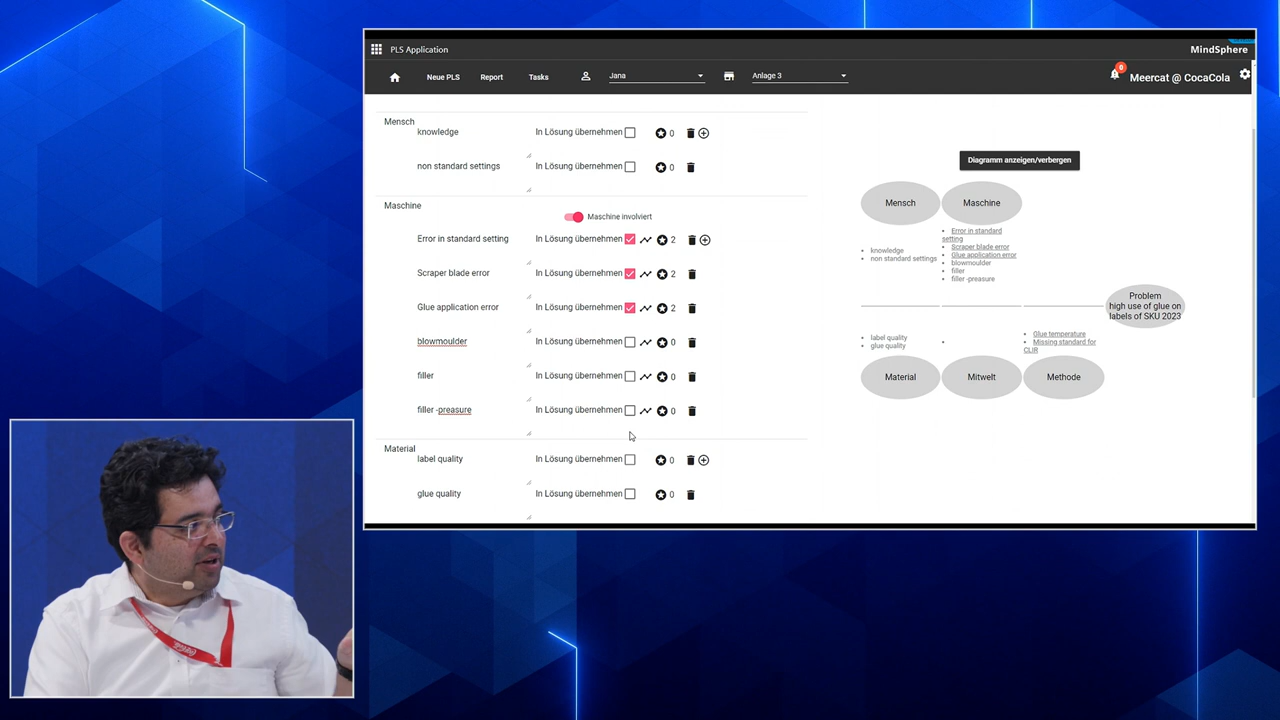 PLS Application
MindSphere
Neue PLS Report Tasks Jana Anlage 3 0 Meercat @ CocaCola
Mensch
knowledge In Lösung übernehmen 0
non standard settings In Lösung übernehmen 0
Maschine
Maschine involviert
Error in standard setting In Lösung übernehmen 2
Scraper blade error In Lösung übernehmen 2
Glue application error In Lösung übernehmen 2
blowmoulder In Lösung übernehmen 0
filler In Lösung übernehmen 0
filler -preasure In Lösung übernehmen 0
Material
label quality In Lösung übernehmen 0
glue quality In Lösung übernehmen 0
Diagramm anzeigen/verbergen
Mensch Maschine
• knowledge
• non standard settings
• Error in standard
setting
• Scraper blade error
• Glue application error
• blowmoulder
• filler
• filler -preasure
Problem
high use of glue on
labels of SKU 2023
• label quality
• glue quality
•
• Glue temperature
• Missing standard for
CLIR
Material Mitwelt Methode